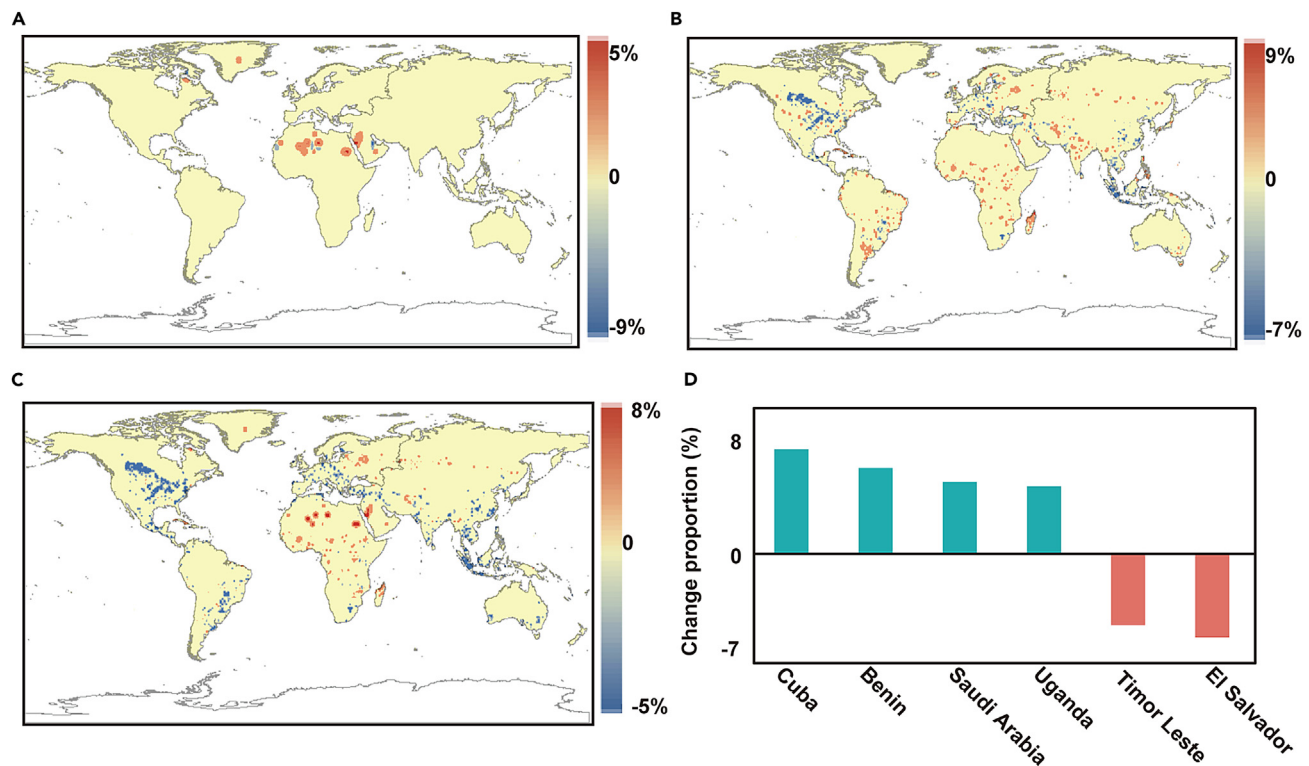 A
5%
0
-9%
B
9%
0
-7%
C
8%
0
-5%
D
Change proportion (%)
8
0
-7
Cuba
Benin
Saudi Arabia
Uganda
Timor Leste
El Salvador